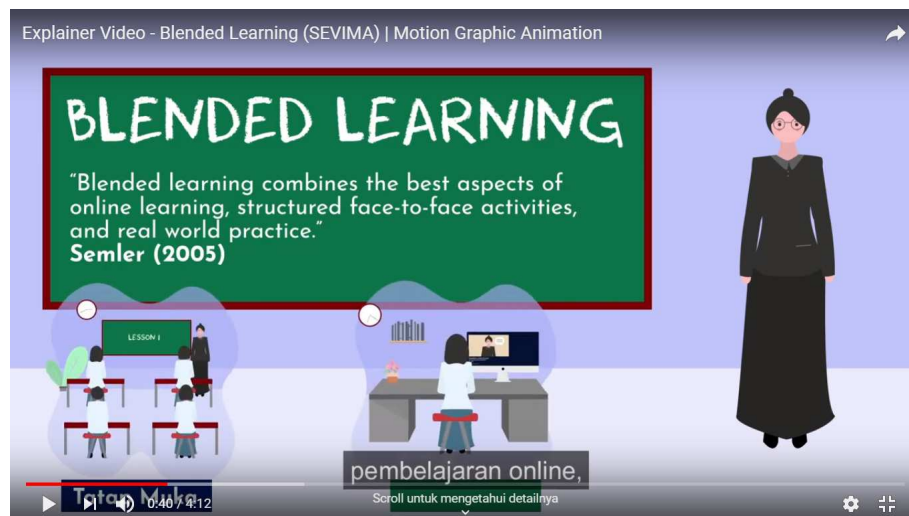 Explainer Video - Blended Learning (SEVIMA) | Motion Graphic Animation
BLENDED LEARNING
"Blended learning combines the best aspects of
online learning, structured face-to-face activities,
and real world practice."
Semler (2005)
LESSON 1
pembelajaran online,
Tatap Muka
Scroll untuk mengetahui detailnya
0:40 / 4:12